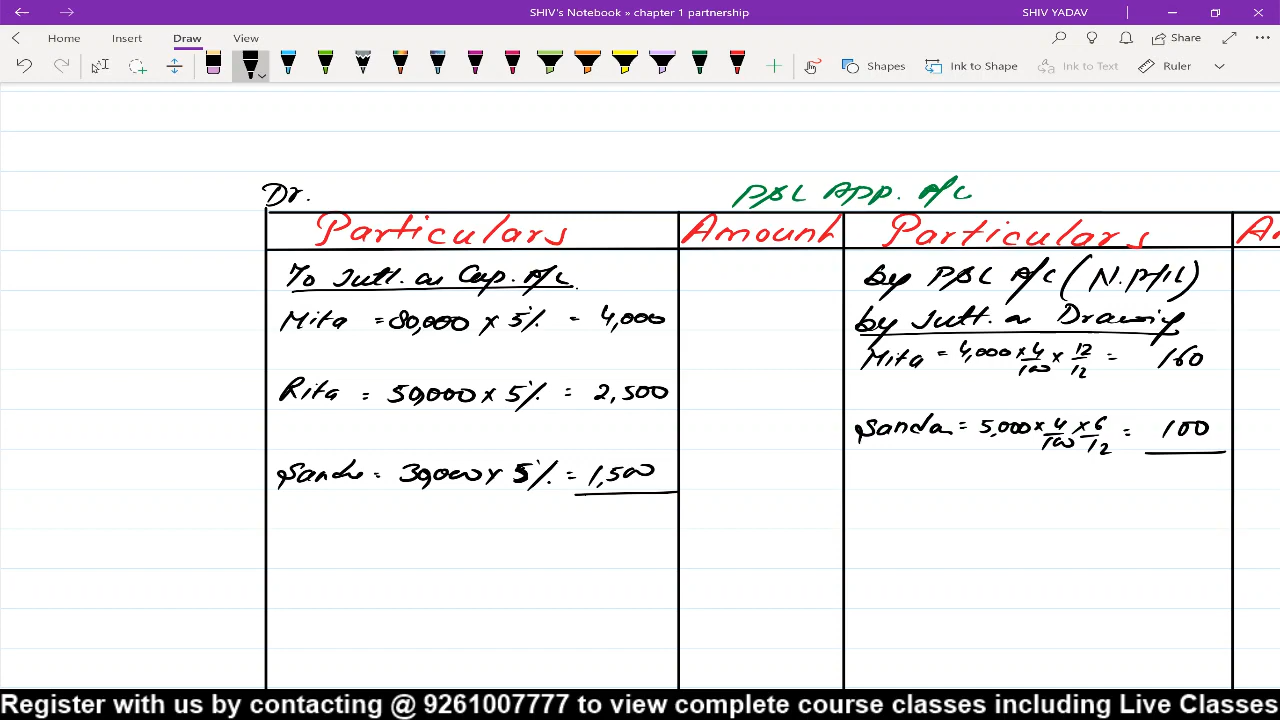 SHIV's Notebook » chapter 1 partnership
SHIV YADAV
Home Insert Draw View
Share
Shapes Ink to Shape Ink to Text Ruler
Dr. P&L App. A/c
Particulars Amount Particulars
To Intt. on Cap. A/c
by P&L A/c (N.P/fit)
Mita = 80,000 × 5% = 4,000
by Intt. on Drawing
Mita = 4,000 × 4/100 × 12/12 = 160
Rita = 50,000 × 5% = 2,500
Sanda = 5,000 × 4/100 × 6/12 = 100
= 30,000 × 5% = 1,500
Register with us by contacting @ 9261007777 to view complete course classes including Live Classes